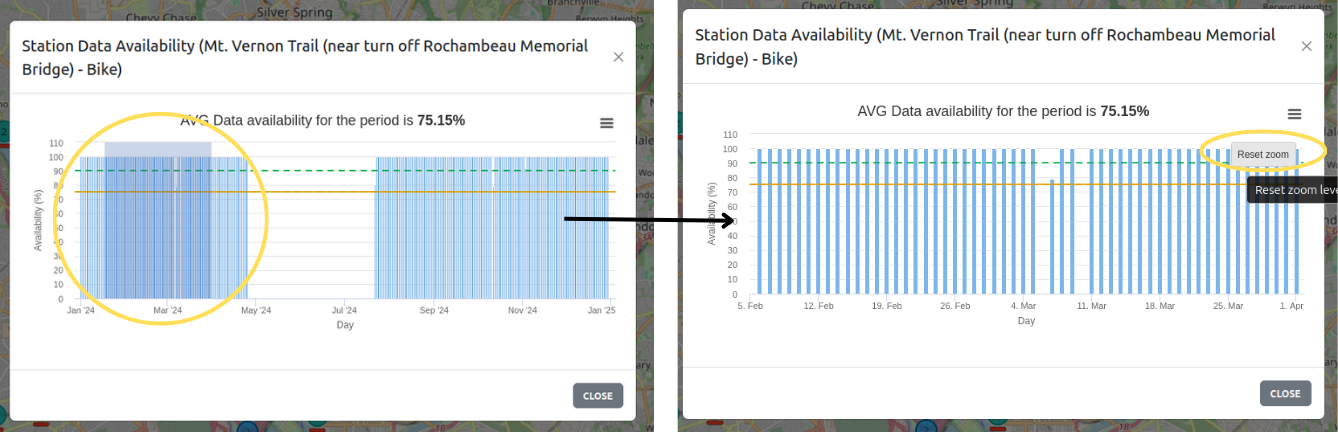 Chevy Chase
Silver Spring
Branchville
Berwyn Heights
Station Data Availability (Mt. Vernon Trail (near turn off Rochambeau Memorial
Bridge) - Bike)
×
AVG Data availability for the period is 75.15%
110
100
90
80
70
60
50
40
30
20
10
0
Availability (%)
Jan '24
Mar '24
May '24
Jul '24
Sep '24
Nov '24
Jan '25
Day
CLOSE
Chevy Chase
Silver Spring
Station Data Availability (Mt. Vernon Trail (near turn off Rochambeau Memorial
Bridge) - Bike)
×
AVG Data availability for the period is 75.15%
110
100
90
80
70
60
50
40
30
20
10
0
Availability (%)
Reset zoom
Reset zoom leve
5. Feb
12. Feb
19. Feb
26. Feb
4. Mar
11. Mar
18. Mar
25. Mar
1. Apr
Day
CLOSE